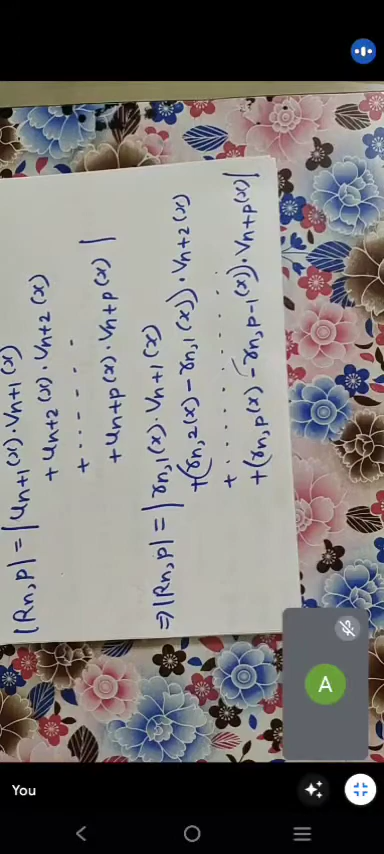 |Rn,p| = |un+1(x)·vn+1(x)
+ un+2(x)·vn+2(x)
+ - - - - - -
+ un+p(x)·vn+p(x)|
⇒ |Rn,p| = |rn,1(x)·vn+1(x)
+(rn,2(x) - rn,1(x))·vn+2(x)
+ . . . . . . . . . . .
+(rn,p(x) - rn,p-1(x))·vn+p(x)|
A
You